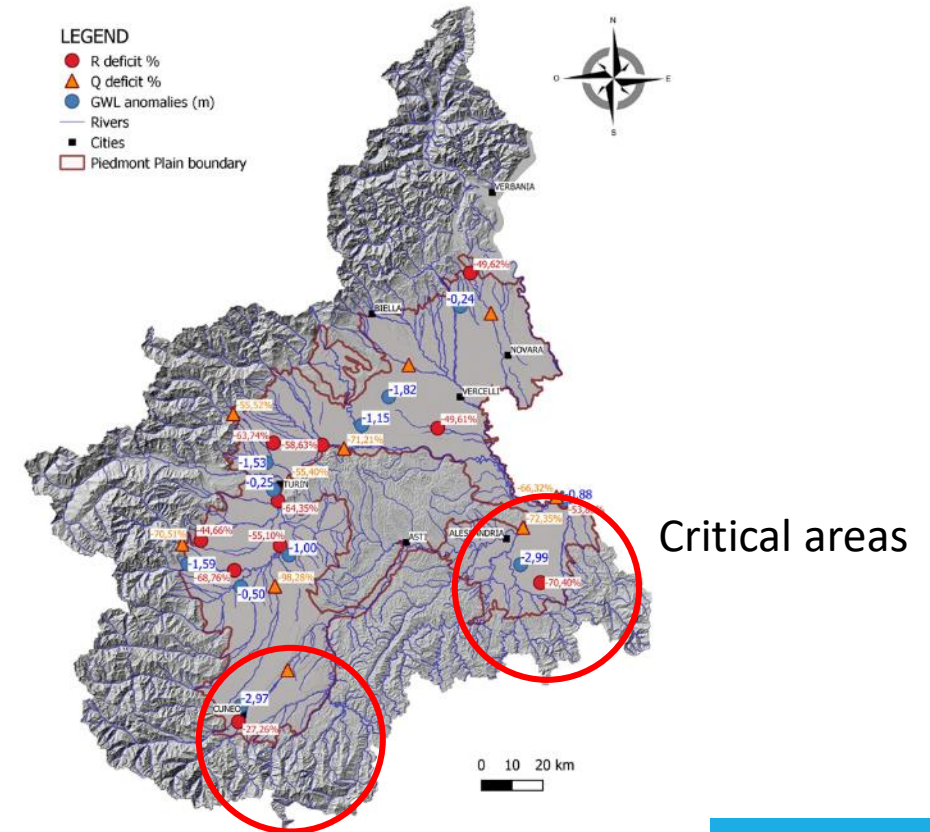 LEGEND
R deficit %
Q deficit %
GWL anomalies (m)
Rivers
Cities
Piedmont Plain boundary
N
O
E
S
VERBANIA
-49,62%
-0,24
BIELLA
NOVARA
-1,82
VERCELLI
-55,52%
-1,15
-49,61%
-63,74%
-58,63%
-71,21%
-1,53
-55,40%
-0,25
TURIN
-66,32%
-0,88
-64,35%
-72,35%
-70,51%
-44,66%
-55,10%
ASTI
ALESSANDRIA
Critical areas
-1,00
-1,59
-2,99
-68,76%
-70,40%
-0,50
-98,28%
-2,97
CUNEO
-27,26%
0 10 20 km